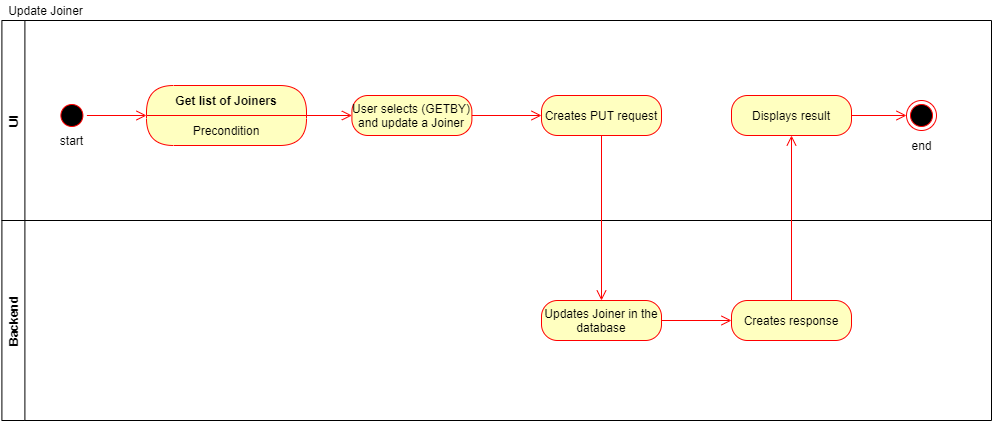 Update Joiner
UI
start
Get list of Joiners
Precondition
User selects (GETBY)
and update a Joiner
Creates PUT request
Displays result
end
Backend
Updates Joiner in the
database
Creates response